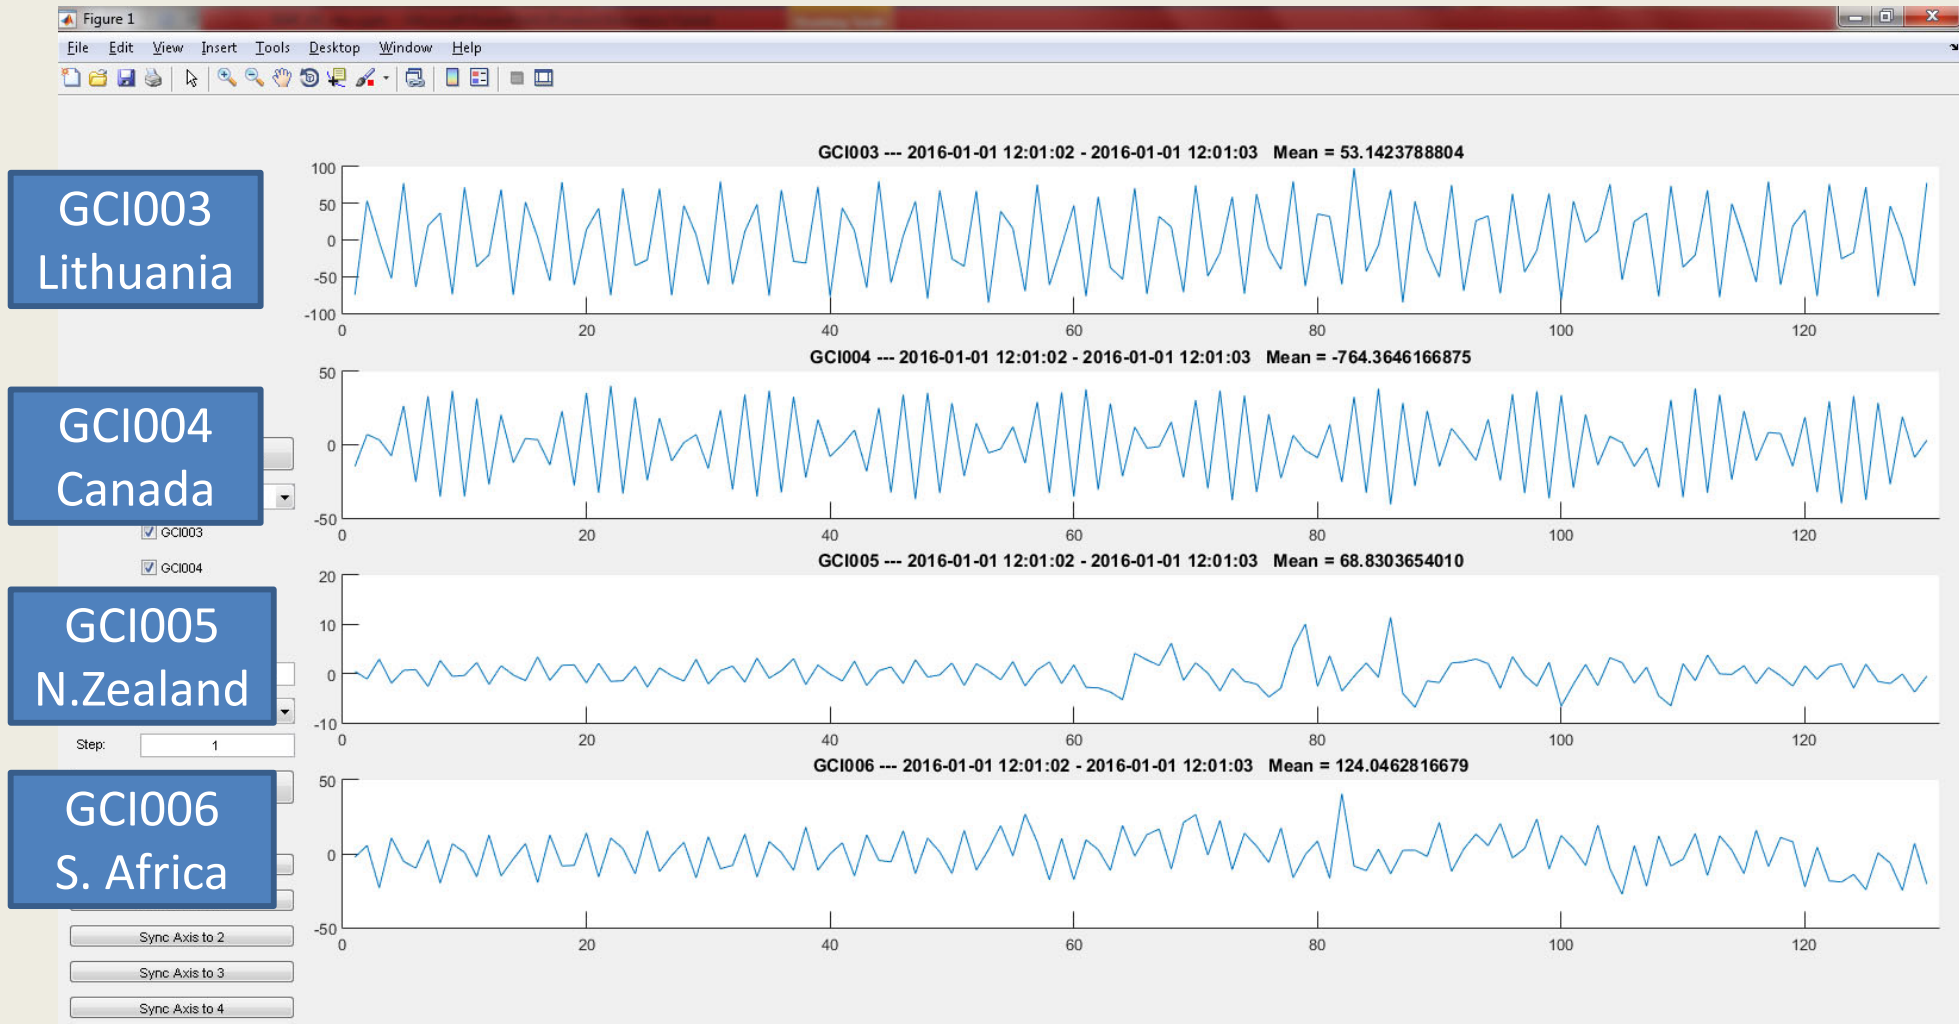 Figure 1
File Edit View Insert Tools Desktop Window Help
GCI003 --- 2016-01-01 12:01:02 - 2016-01-01 12:01:03 Mean = 53.1423788804
100
50
0
-50
-100
0 20 40 60 80 100 120
GCI003
Lithuania
GCI004 --- 2016-01-01 12:01:02 - 2016-01-01 12:01:03 Mean = -764.3646166875
50
0
-50
0 20 40 60 80 100 120
GCI004
Canada
GCI003
GCI004
GCI005 --- 2016-01-01 12:01:02 - 2016-01-01 12:01:03 Mean = 68.8303654010
20
10
0
-10
0 20 40 60 80 100 120
GCI005
N.Zealand
Step: 1
GCI006 --- 2016-01-01 12:01:02 - 2016-01-01 12:01:03 Mean = 124.0462816679
50
0
-50
0 20 40 60 80 100 120
GCI006
S. Africa
Sync Axis to 2
Sync Axis to 3
Sync Axis to 4